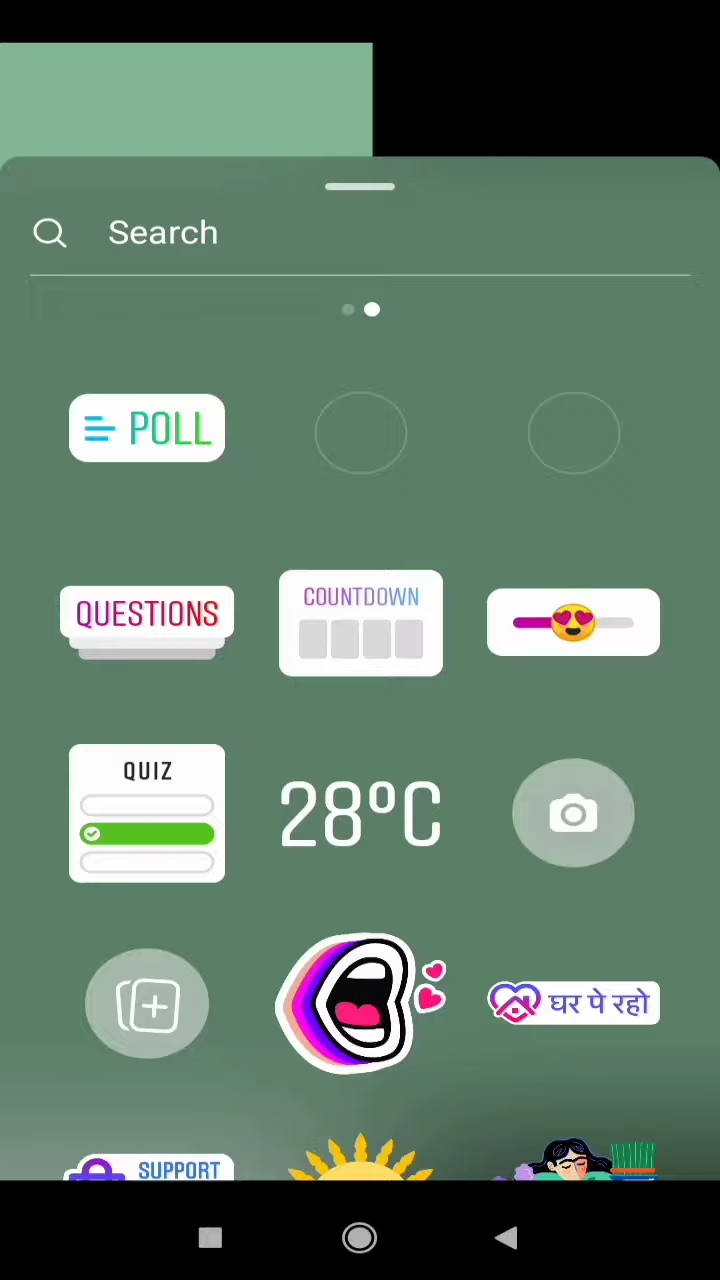 Search
POLL
QUESTIONS
COUNTDOWN
QUIZ
28°C
घर पे रहो
SUPPORT